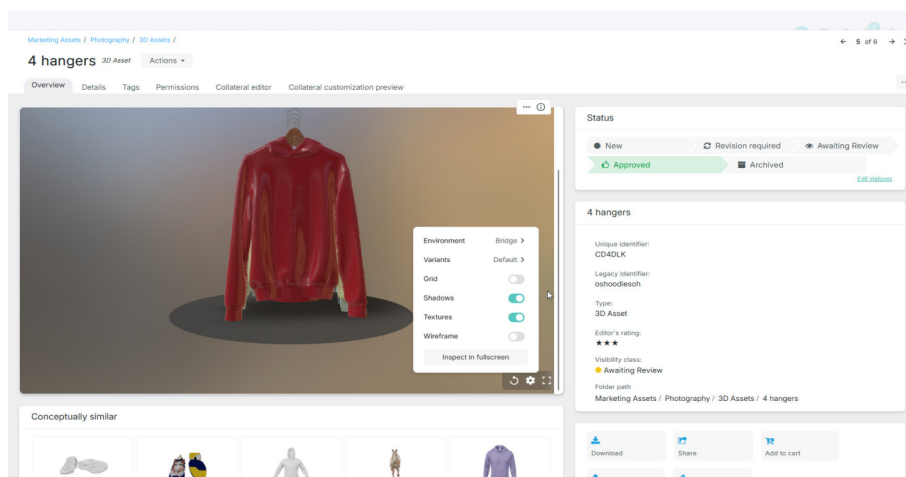 Marketing Assets / Photography / 3D Assets /
5 of 6
4 hangers 3D Asset Actions
Overview Details Tags Permissions Collateral editor Collateral customization preview
Status
New Revision required Awaiting Review
Approved Archived
Edit statuses
4 hangers
Unique identifier:
CD4DLK
Legacy Identifier:
oshoodiesoh
Type:
3D Asset
Editor's rating:
★★★
Visibility class:
Awaiting Review
Folder path
Marketing Assets / Photography / 3D Assets / 4 hangers
Environment Bridge >
Variants Default >
Grid
Shadows
Textures
Wireframe
Inspect in fullscreen
Conceptually similar
Download Share Add to cart